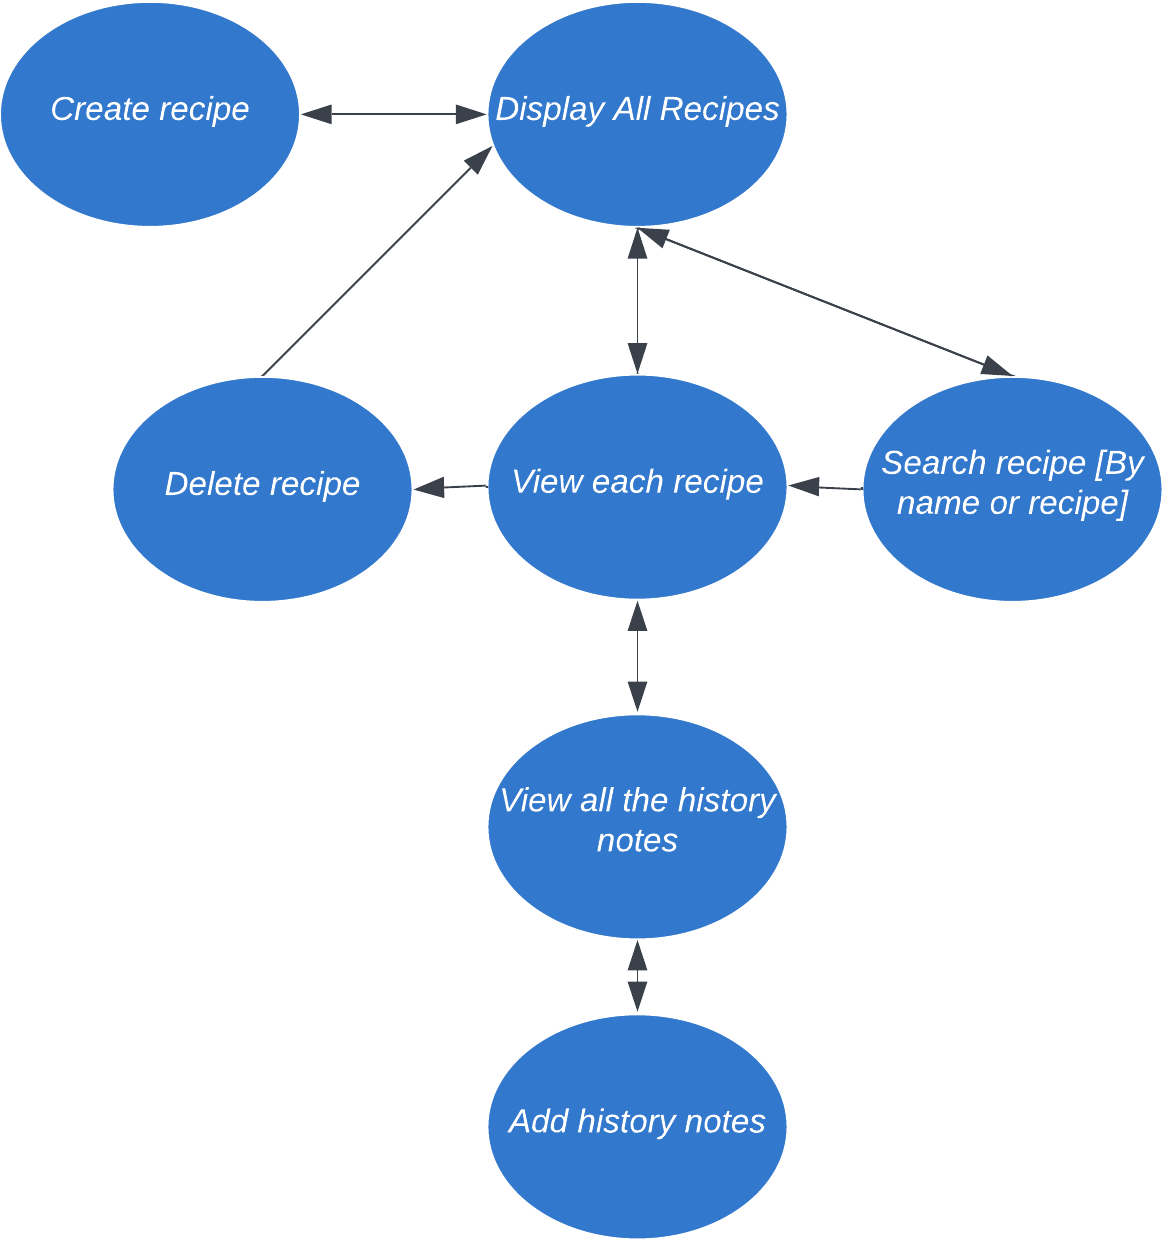 Create recipe
Display All Recipes
Delete recipe
View each recipe
Search recipe [By
name or recipe]
View all the history
notes
Add history notes